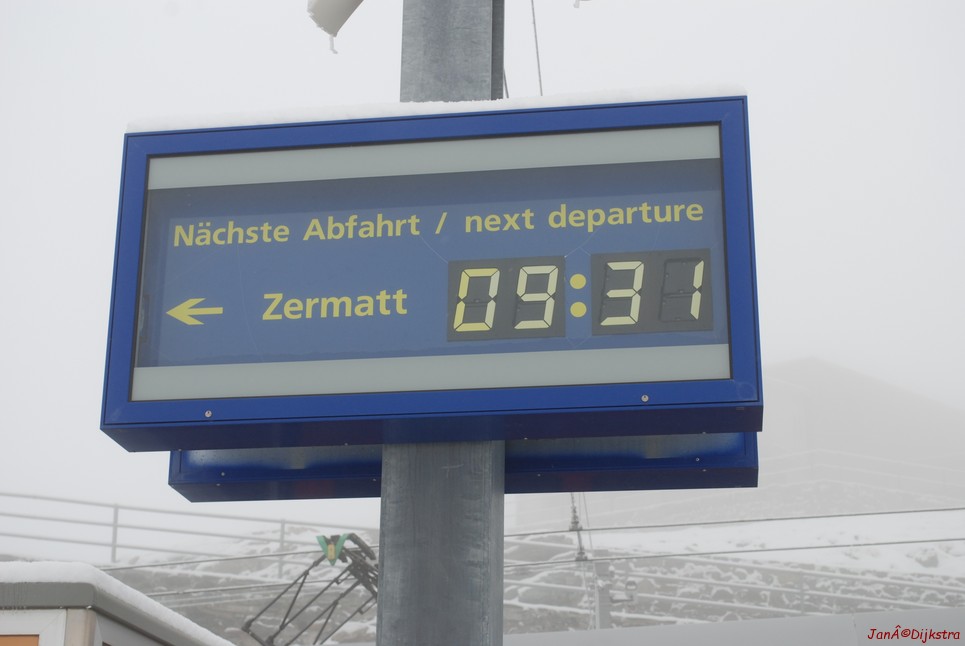 Nächste Abfahrt / next departure
← Zermatt 09:31
JanÂ©Dijkstra